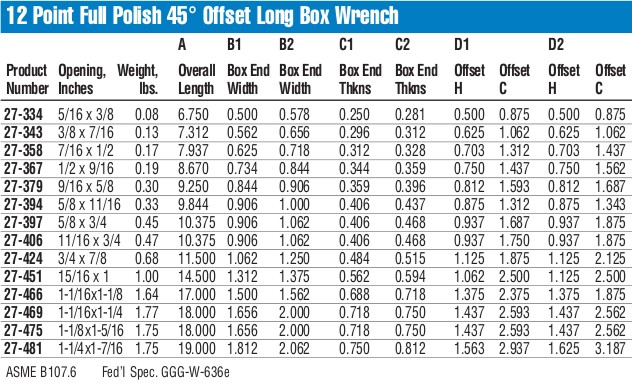 12 Point Full Polish 45° Offset Long Box Wrench
A B1 B2 C1 C2 D1 D2
Product Opening, Weight, Overall Box End Box End Box End Box End Offset Offset Offset Offset
Number Inches lbs. Length Width Width Thkns Thkns H C H C
27-334 5/16 x 3/8 0.08 6.750 0.500 0.578 0.250 0.281 0.500 0.875 0.500 0.875
27-343 3/8 x 7/16 0.13 7.312 0.562 0.656 0.296 0.312 0.625 1.062 0.625 1.062
27-358 7/16 x 1/2 0.17 7.937 0.625 0.718 0.312 0.328 0.703 1.312 0.703 1.437
27-367 1/2 x 9/16 0.19 8.670 0.734 0.844 0.344 0.359 0.750 1.437 0.750 1.562
27-379 9/16 x 5/8 0.30 9.250 0.844 0.906 0.359 0.396 0.812 1.593 0.812 1.687
27-394 5/8 x 11/16 0.33 9.844 0.906 1.000 0.406 0.437 0.875 1.312 0.875 1.343
27-397 5/8 x 3/4 0.45 10.375 0.906 1.062 0.406 0.468 0.937 1.687 0.937 1.875
27-406 11/16 x 3/4 0.47 10.375 0.906 1.062 0.406 0.468 0.937 1.750 0.937 1.875
27-424 3/4 x 7/8 0.68 11.500 1.062 1.250 0.484 0.515 1.125 1.875 1.125 2.125
27-451 15/16 x 1 1.00 14.500 1.312 1.375 0.562 0.594 1.062 2.500 1.125 2.500
27-466 1-1/16x1-1/8 1.64 17.000 1.500 1.562 0.688 0.718 1.375 2.375 1.375 1.875
27-469 1-1/16x1-1/4 1.77 18.000 1.656 2.000 0.718 0.750 1.437 2.593 1.437 2.562
27-475 1-1/8x1-5/16 1.75 18.000 1.656 2.000 0.718 0.750 1.437 2.593 1.437 2.562
27-481 1-1/4x1-7/16 1.75 19.000 1.812 2.062 0.750 0.812 1.563 2.937 1.625 3.187
ASME B107.6 Fed'l Spec. GGG-W-636e